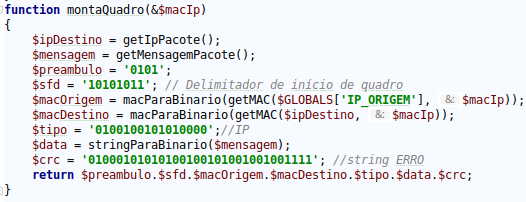 function montaQuadro(&$macIp)
{
$ipDestino = getIpPacote();
$mensagem = getMensagemPacote();
$preambulo = '0101';
$sfd = '10101011'; // Delimitador de início de quadro
$macOrigem = macParaBinario(getMAC($GLOBALS['IP_ORIGEM'], &: $macIp));
$macDestino = macParaBinario(getMAC($ipDestino, &: $macIp));
$tipo = '0100100101010000';//IP
$data = stringParaBinario($mensagem);
$crc = '01000101010100100101001001001111'; //string ERRO
return $preambulo.$sfd.$macOrigem.$macDestino.$tipo.$data.$crc;
}